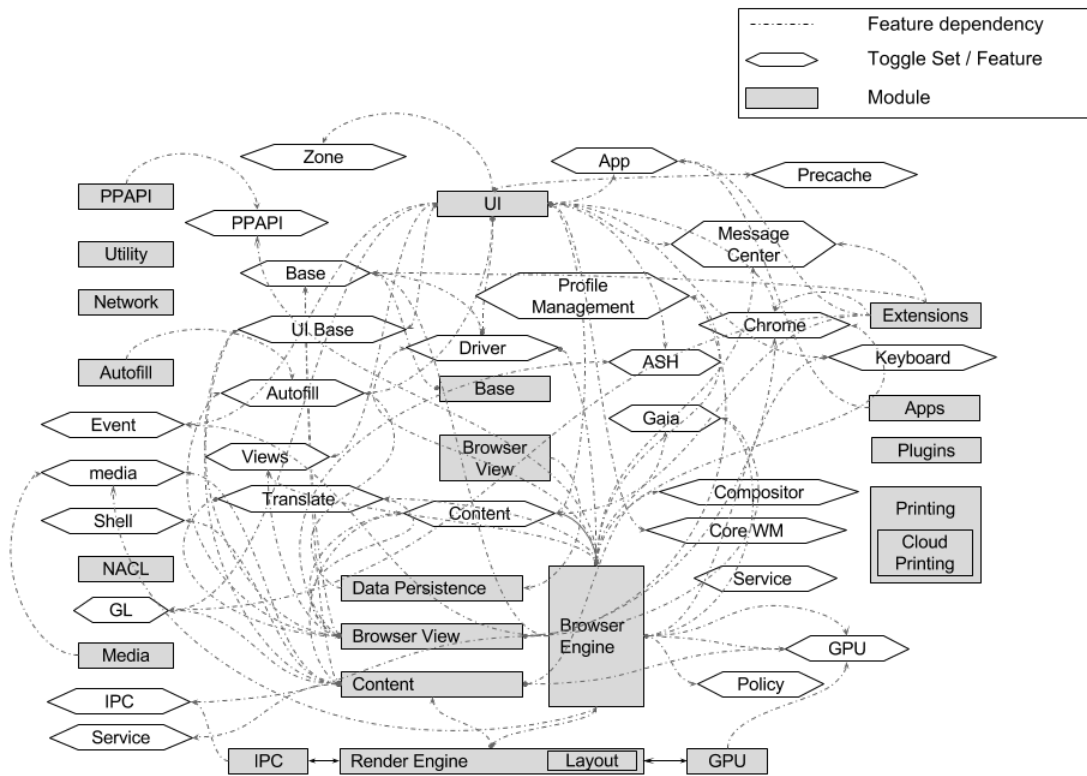 Feature dependency
Toggle Set / Feature
Module
Zone
App
Precache
PPAPI
UI
PPAPI
Message
Center
Utility
Base
Profile
Management
Network
UI Base
Chrome
Extensions
Driver
ASH
Keyboard
Autofill
Autofill
Base
Event
Gaia
Apps
Browser
View
Plugins
Views
media
Translate
Content
Compositor
Printing
Shell
Core WM
Cloud
Printing
NACL
Data Persistence
Service
GL
Browser View
Browser
Engine
GPU
Media
Content
Policy
IPC
Service
IPC
Render Engine
Layout
GPU